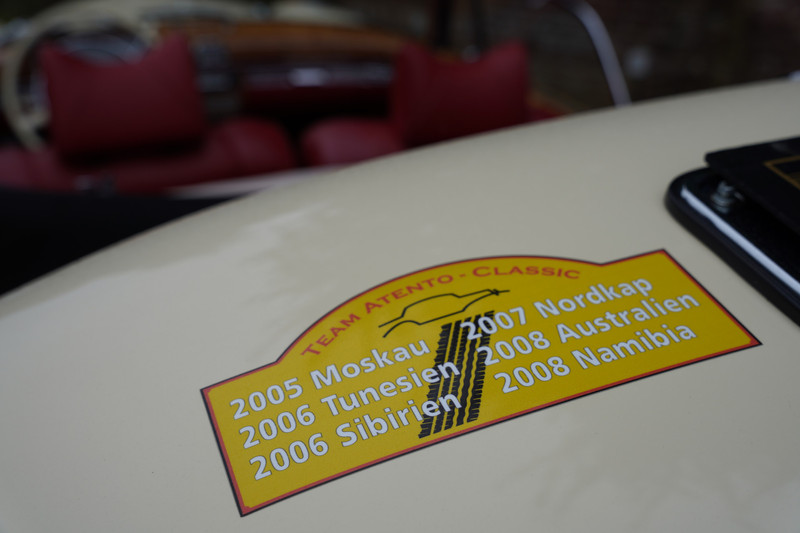 TEAM ATENTO - CLASSIC
2005 Moskau
2006 Tunesien
2006 Sibirien
2007 Nordkap
2008 Australien
2008 Namibia